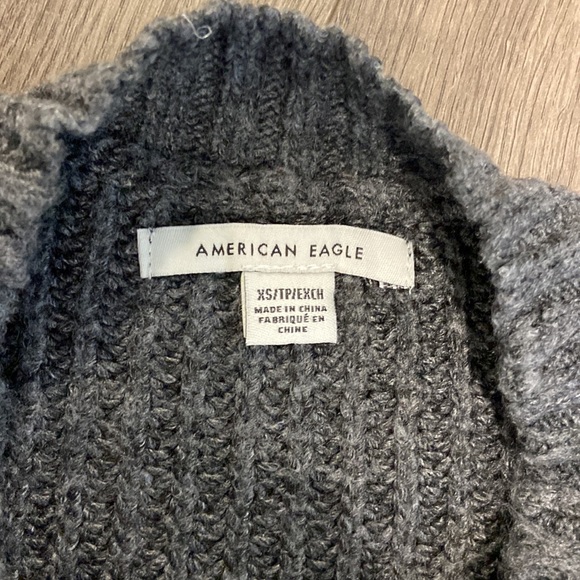 AMERICAN EAGLE
XS/TP/EXCH
MADE IN CHINA
FABRIQUÉ EN
CHINE